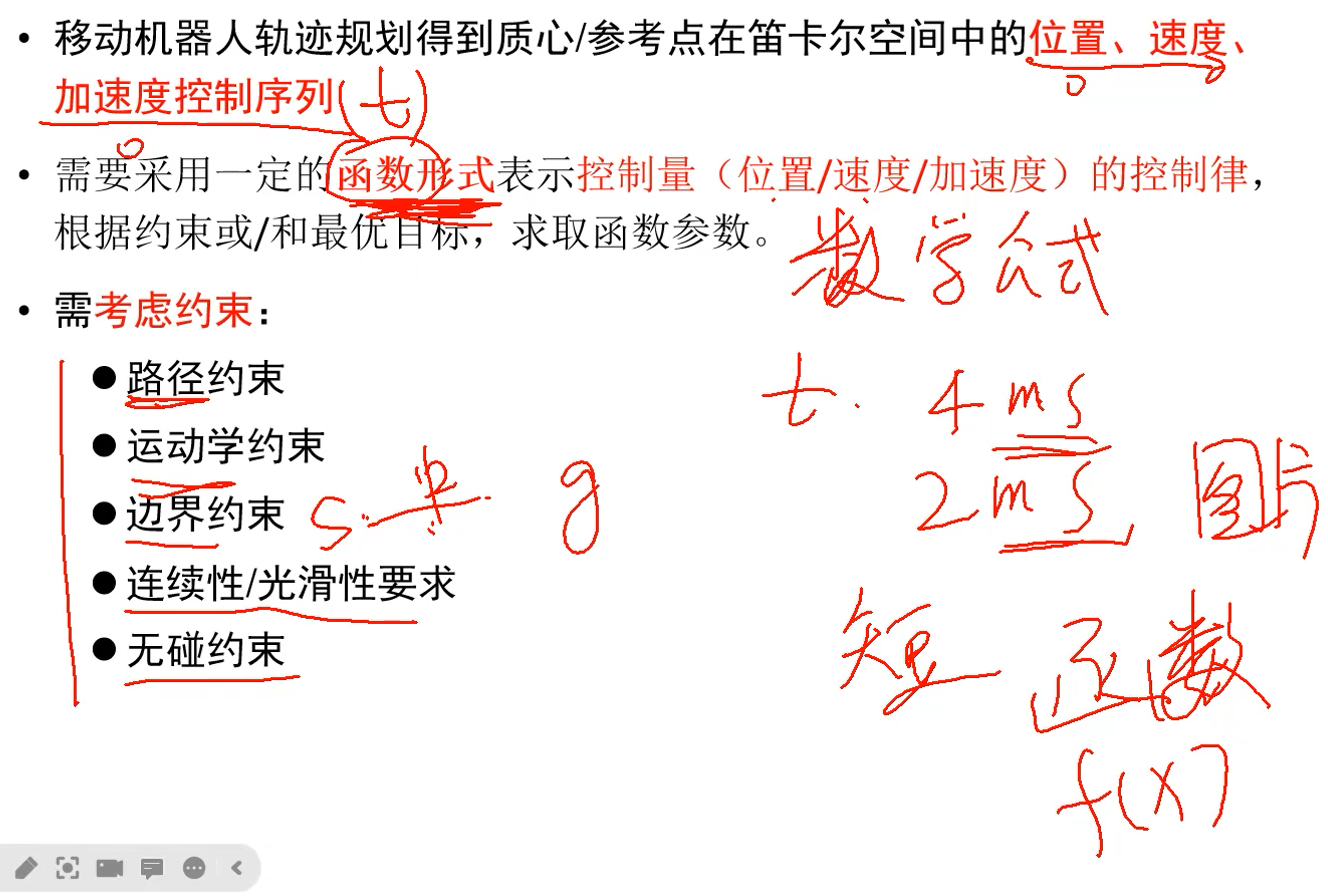 • 移动机器人轨迹规划得到质心/参考点在笛卡尔空间中的位置、速度、
加速度控制序列(t)
• 需要采用一定的函数形式表示控制量（位置/速度/加速度）的控制律，
根据约束或/和最优目标，求取函数参数。
数学公式
• 需考虑约束：
● 路径约束
t. 4ms
● 运动学约束
2ms 图片
● 边界约束 S g
● 连续性/光滑性要求
● 无碰约束
短 函数
f(x)